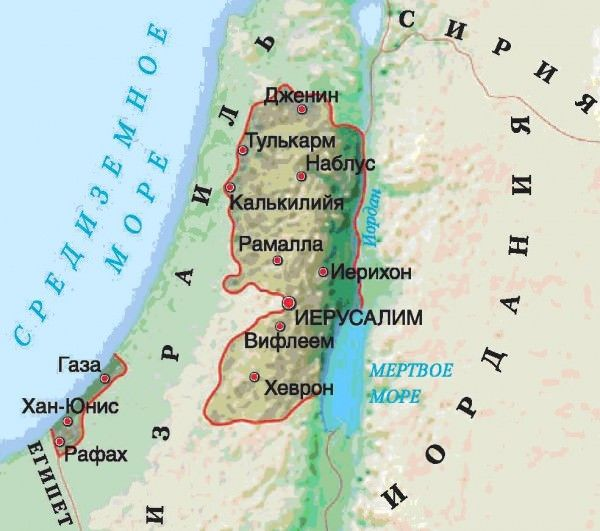 СИРИЯ
СРЕДИЗЕМНОЕ
МОРЕ
ИЗРАИЛЬ
Дженин
Тулькарм
Наблус
Калькилийя
Иордан
Рамалла
Иерихон
ИЕРУСАЛИМ
Вифлеем
Хеврон
МЕРТВОЕ
МОРЕ
ИОРДАНИЯ
Газа
Хан-Юнис
Рафах
ЕГИПЕТ